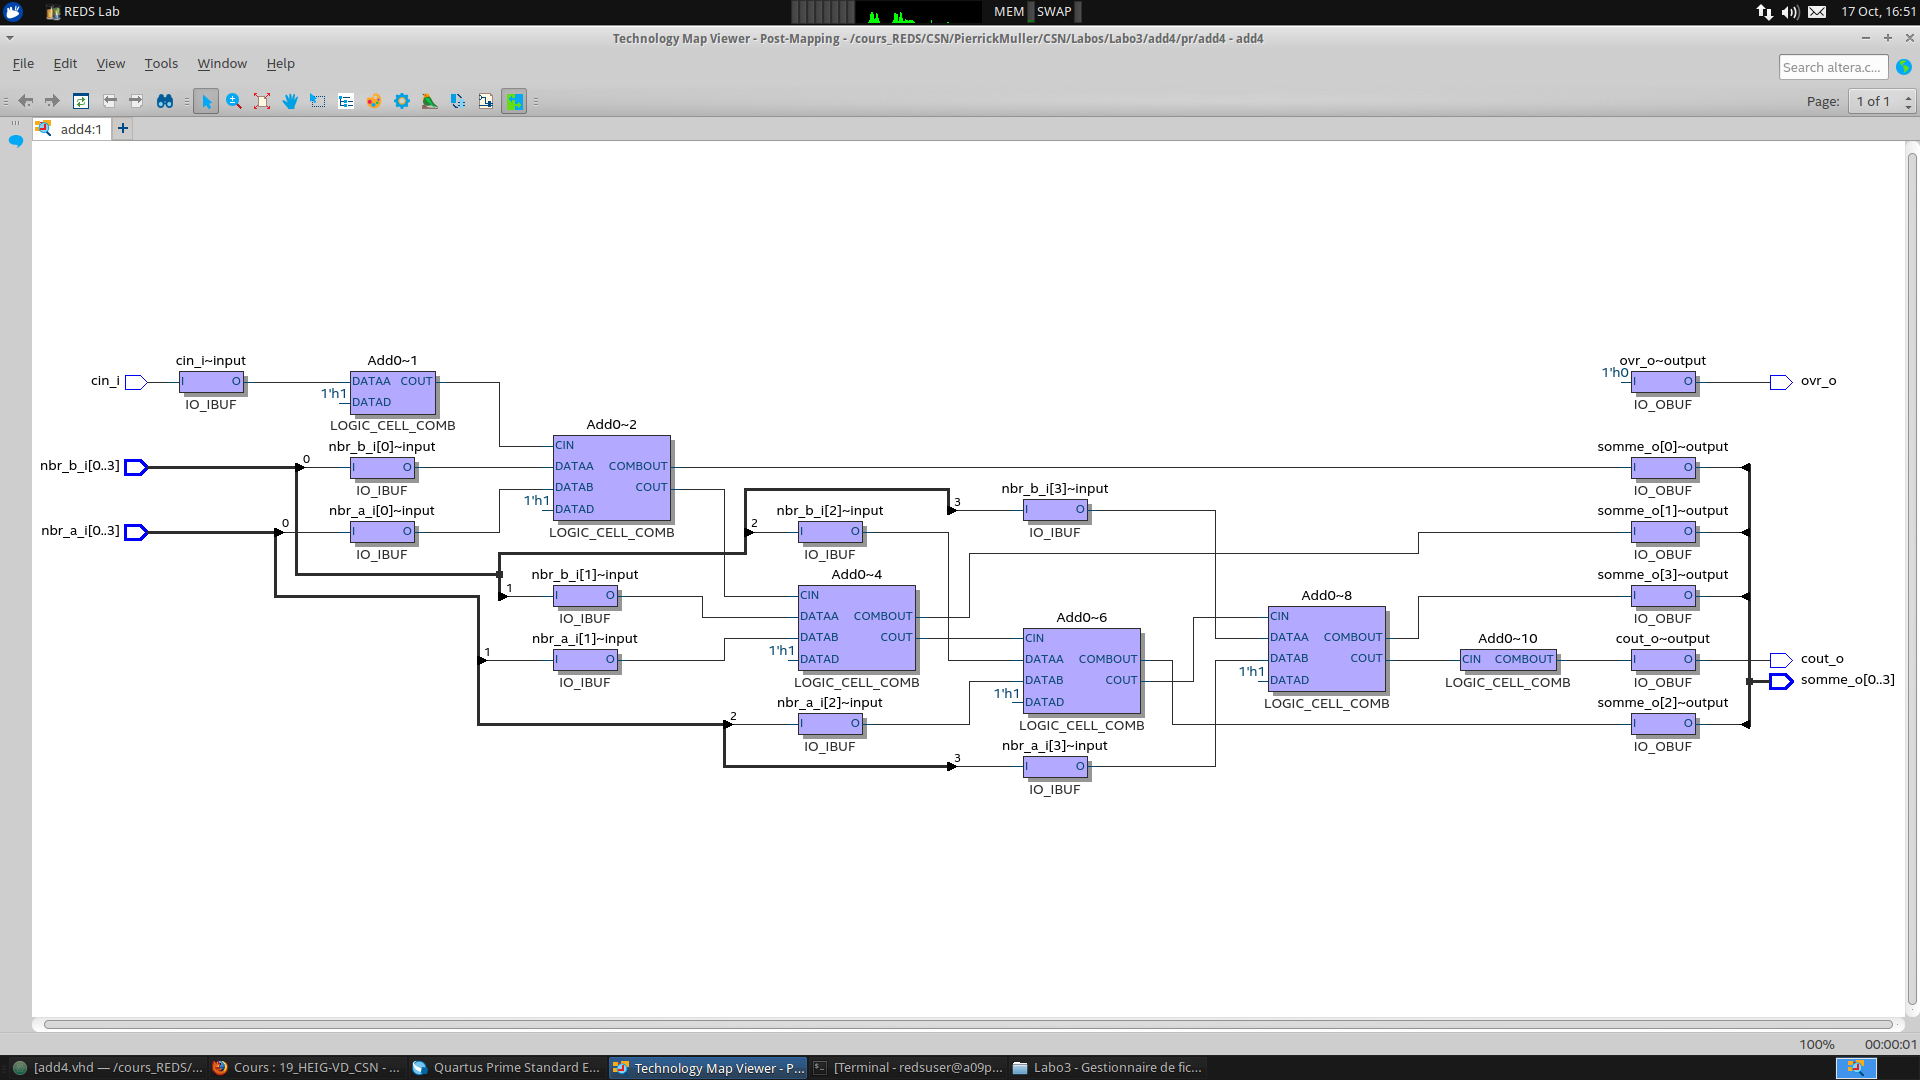 REDS Lab
MEM SWAP
17 Oct, 16:51
Technology Map Viewer - Post-Mapping - /cours_REDS/CSN/PierrickMuller/CSN/Labos/Labo3/add4/pr/add4 - add4
File Edit View Tools Window Help
Search altera.c...
Page: 1 of 1
add4:1
cin_i
cin_i~input
I O
IO_IBUF
Add0~1
1'h1
DATAA COUT
DATAD
LOGIC_CELL_COMB
nbr_b_i[0..3]
0
nbr_b_i[0]~input
I O
IO_IBUF
nbr_a_i[0..3]
0
nbr_a_i[0]~input
I O
IO_IBUF
Add0~2
CIN
DATAA COMBOUT
DATAB COUT
1'h1
DATAD
LOGIC_CELL_COMB
1
nbr_b_i[1]~input
I O
IO_IBUF
1
nbr_a_i[1]~input
I O
IO_IBUF
2
nbr_b_i[2]~input
I O
IO_IBUF
Add0~4
CIN
DATAA COMBOUT
DATAB COUT
1'h1
DATAD
LOGIC_CELL_COMB
2
nbr_a_i[2]~input
I O
IO_IBUF
3
nbr_b_i[3]~input
I O
IO_IBUF
Add0~6
CIN
DATAA COMBOUT
DATAB COUT
1'h1
DATAD
LOGIC_CELL_COMB
3
nbr_a_i[3]~input
I O
IO_IBUF
Add0~8
CIN
DATAA COMBOUT
DATAB COUT
1'h1
DATAD
LOGIC_CELL_COMB
Add0~10
CIN COMBOUT
LOGIC_CELL_COMB
ovr_o~output
1'h0
I O
IO_OBUF
ovr_o
somme_o[0]~output
I O
IO_OBUF
somme_o[1]~output
I O
IO_OBUF
somme_o[3]~output
I O
IO_OBUF
cout_o~output
I O
IO_OBUF
cout_o
somme_o[0..3]
somme_o[2]~output
I O
IO_OBUF
100% 00:00:01
[add4.vhd — /cours_REDS/...
Cours : 19_HEIG-VD_CSN - ...
Quartus Prime Standard E...
Technology Map Viewer - P...
[Terminal - redsuser@a09p...
Labo3 - Gestionnaire de fic...